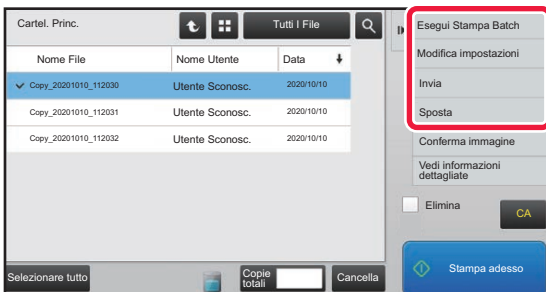 Cartel. Princ.
Tutti I File
Nome File
Nome Utente
Data
Copy_20201010_112030
Utente Sconosc.
2020/10/10
Copy_20201010_112031
Utente Sconosc.
2020/10/10
Copy_20201010_112032
Utente Sconosc.
2020/10/10
Selezionare tutto
Copie
totali
Cancella
Esegui Stampa Batch
Modifica impostazioni
Invia
Sposta
Conferma immagine
Vedi informazioni
dettagliate
Elimina
CA
Stampa adesso